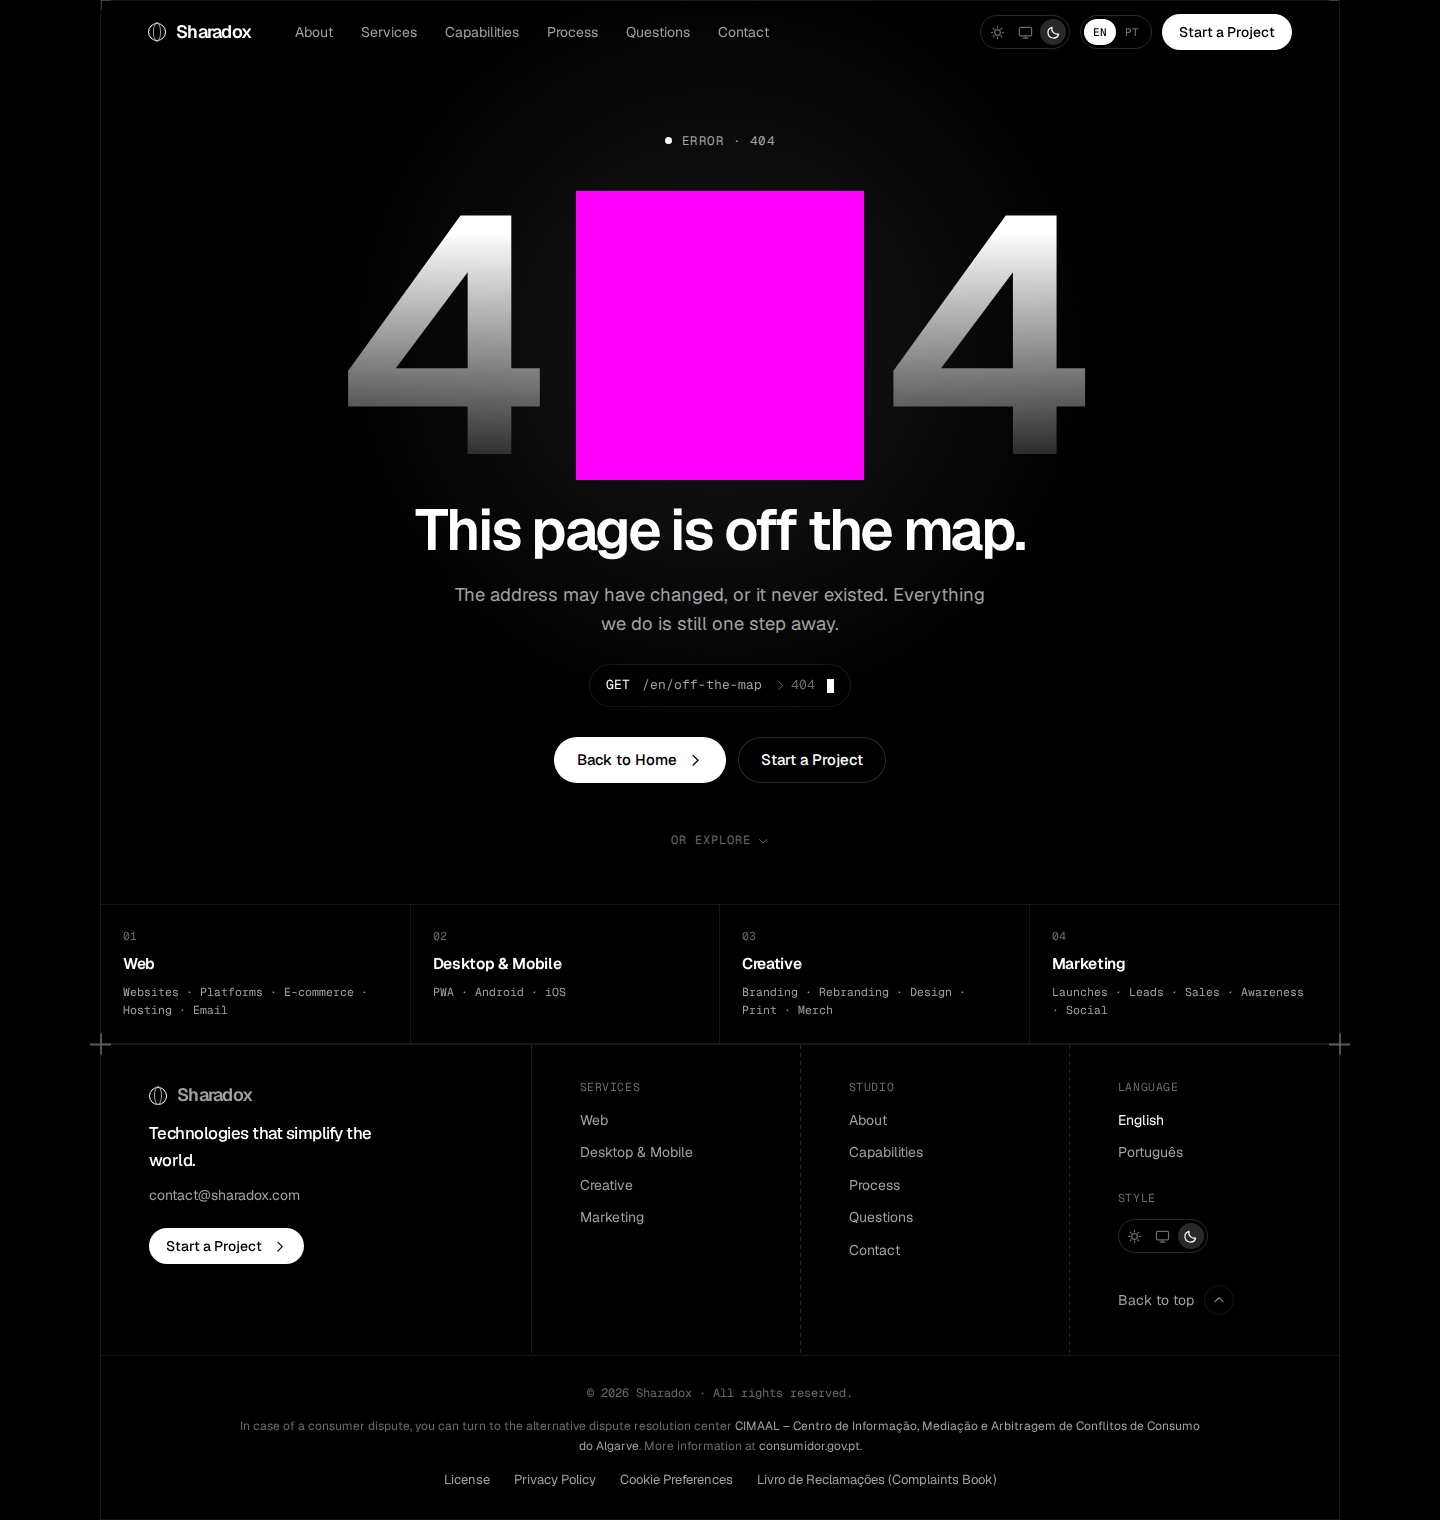 Sharadox
About
Services
Capabilities
Process
Questions
Contact
EN
PT
Start a Project
ERROR · 404
4 4
This page is off the map.
The address may have changed, or it never existed. Everything
we do is still one step away.
GET /en/off-the-map > 404
Back to Home
Start a Project
OR EXPLORE
01
Web
Websites · Platforms · E-commerce ·
Hosting · Email
02
Desktop & Mobile
PWA · Android · iOS
03
Creative
Branding · Rebranding · Design ·
Print · Merch
04
Marketing
Launches · Leads · Sales · Awareness
· Social
Sharadox
Technologies that simplify the
world.
contact@sharadox.com
Start a Project
SERVICES
Web
Desktop & Mobile
Creative
Marketing
STUDIO
About
Capabilities
Process
Questions
Contact
LANGUAGE
English
Português
STYLE
Back to top
© 2026 Sharadox · All rights reserved.
In case of a consumer dispute, you can turn to the alternative dispute resolution center CIMAAL – Centro de Informação, Mediação e Arbitragem de Conflitos de Consumo
do Algarve. More information at consumidor.gov.pt.
License
Privacy Policy
Cookie Preferences
Livro de Reclamações (Complaints Book)